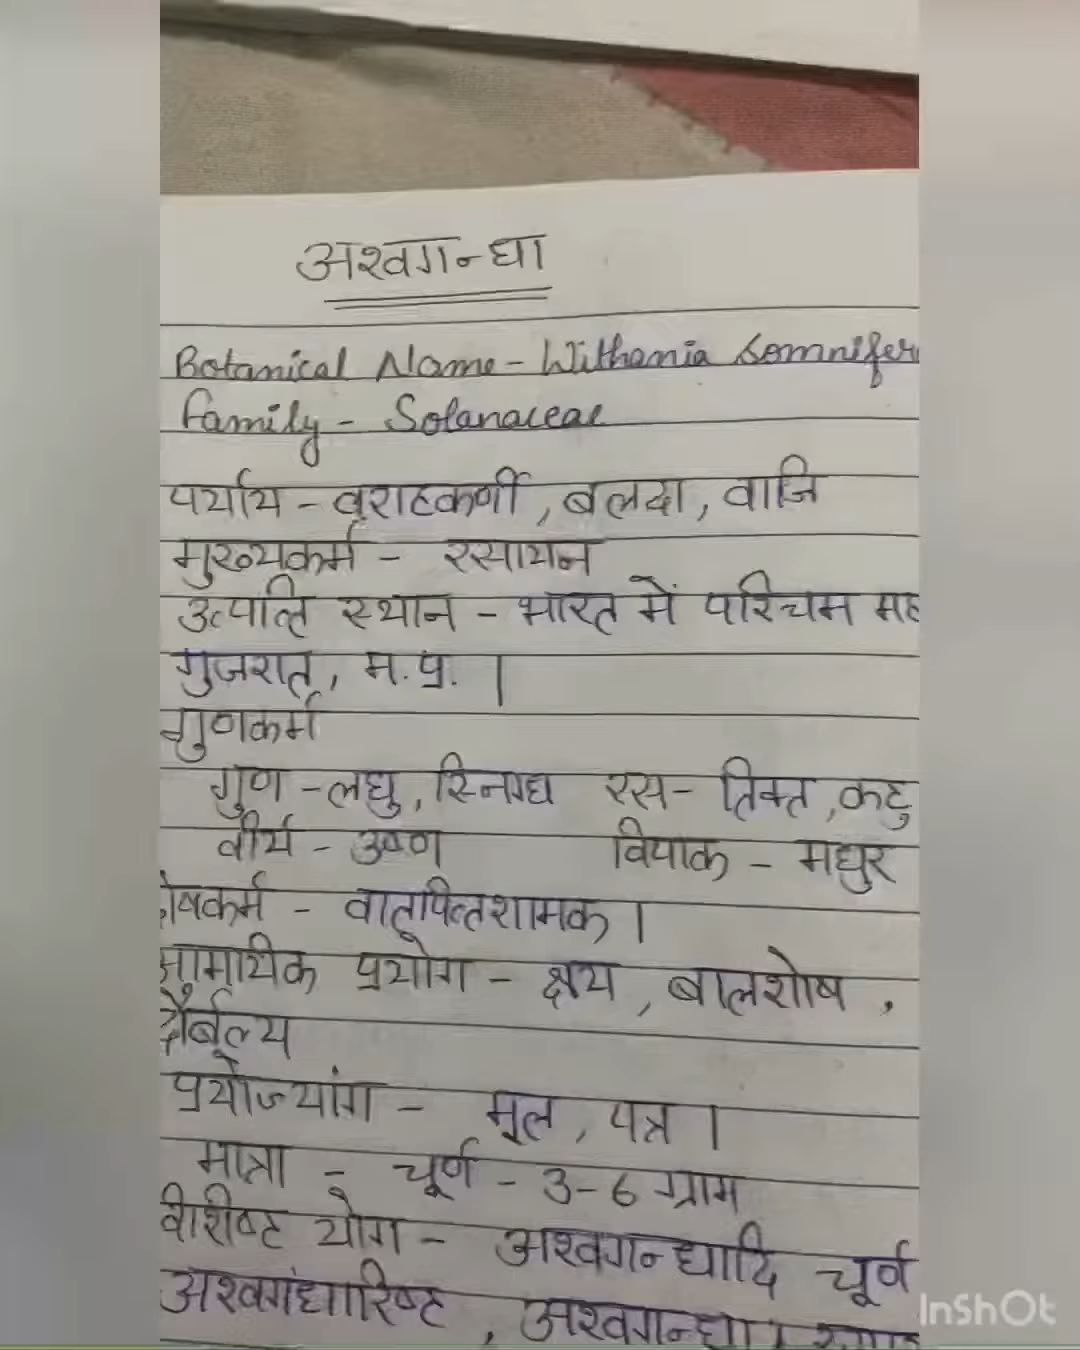 अश्वगन्धा
Botanical Name - Withania Somnifer
Family - Solanaceae
पर्याय - वराहकर्णी, बलदा, वाजि
मुख्यकर्म - रसायन
उत्पत्ति स्थान - भारत में पश्चिम मह
गुजरात, म.प्र. |
गुणकर्म
गुण - लघु, स्निग्ध रस - तिक्त, कटु
वीर्य - उष्ण विपाक - मधुर
ोषकर्म - वातपित्तशामक |
सामायिक प्रयोग - क्षय, बालशोष,
दौर्बल्य
प्रयोज्यांग - मूल, पत्र |
मात्रा - चूर्ण - 3-6 ग्राम
वीशीष्ट योग - अश्वगन्धादि चूर्ण
अश्वगंधारिष्ट, अश्वगन्धा
InShOt